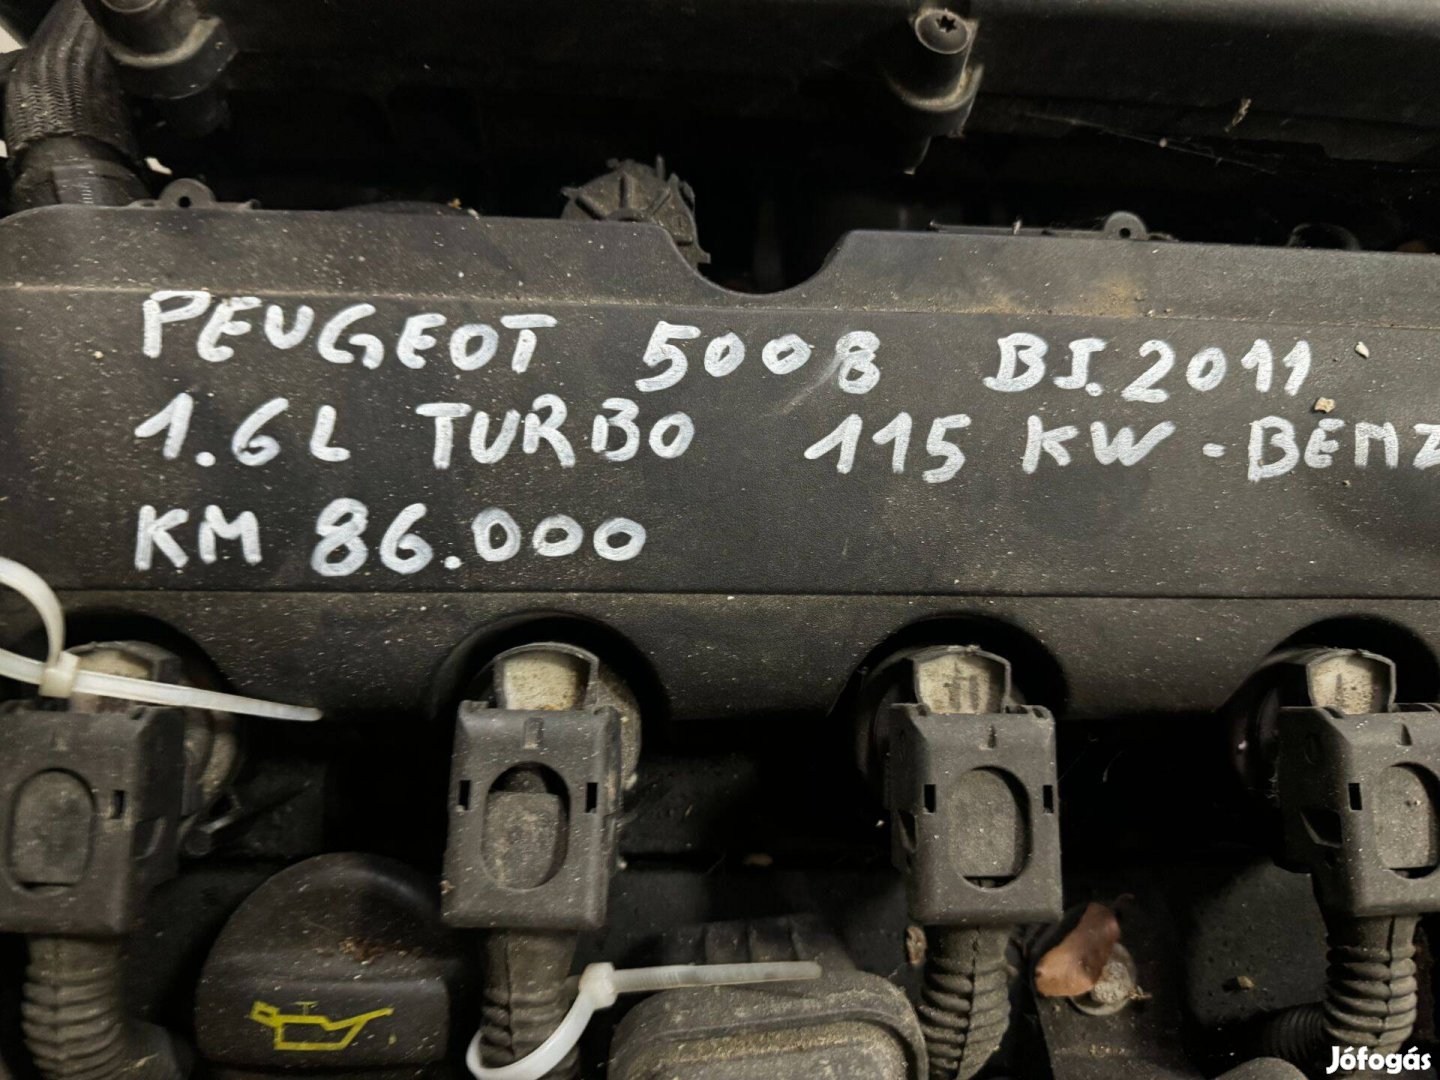 PEUGEOT 5008 BJ.2011
1.6L TURBO 115 KW - BENZ
KM 86.000
Jófogás